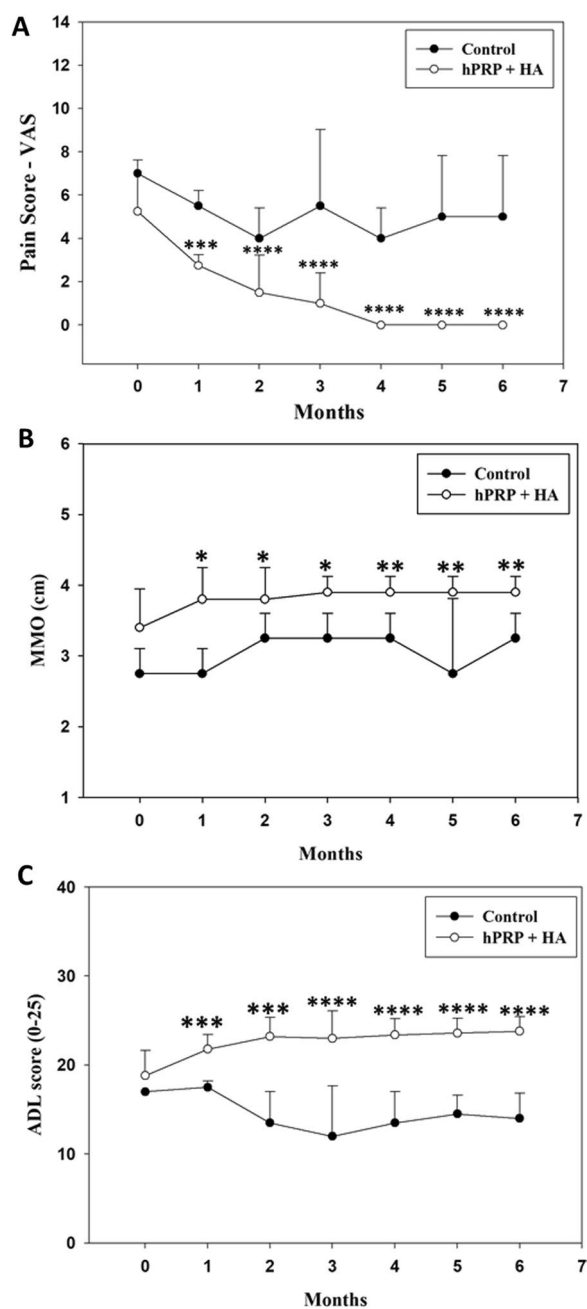 A
Pain Score - VAS
14
12
10
8
6
4
2
0
Control
hPRP + HA
*** **** **** **** **** ****
0 1 2 3 4 5 6 7
Months
B
MMO (cm)
6
5
4
3
2
1
Control
hPRP + HA
* * * ** ** **
0 1 2 3 4 5 6 7
Months
C
ADL score (0-25)
40
30
20
10
0
Control
hPRP + HA
*** *** **** **** **** ****
0 1 2 3 4 5 6 7
Months